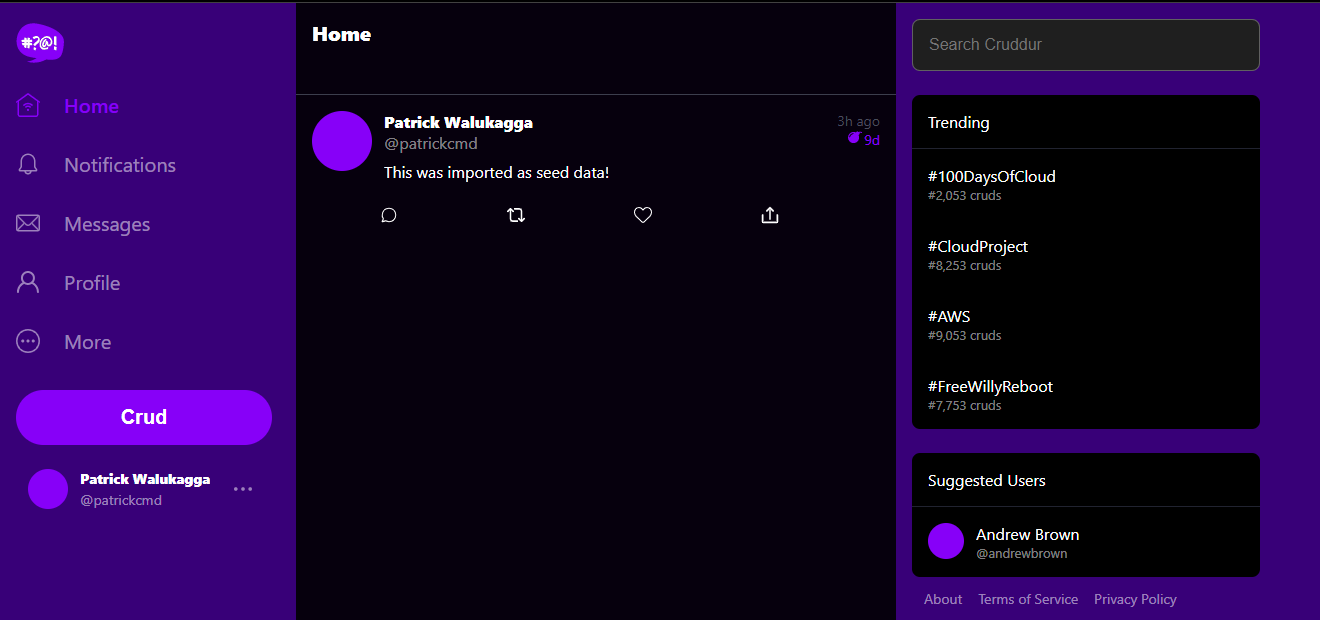 #?@!
Home
Notifications
Messages
Profile
More
Crud
Patrick Walukagga
@patrickcmd
Home
Patrick Walukagga
@patrickcmd
3h ago
9d
This was imported as seed data!
Search Cruddur
Trending
#100DaysOfCloud
#2,053 cruds
#CloudProject
#8,253 cruds
#AWS
#9,053 cruds
#FreeWillyReboot
#7,753 cruds
Suggested Users
Andrew Brown
@andrewbrown
About Terms of Service Privacy Policy